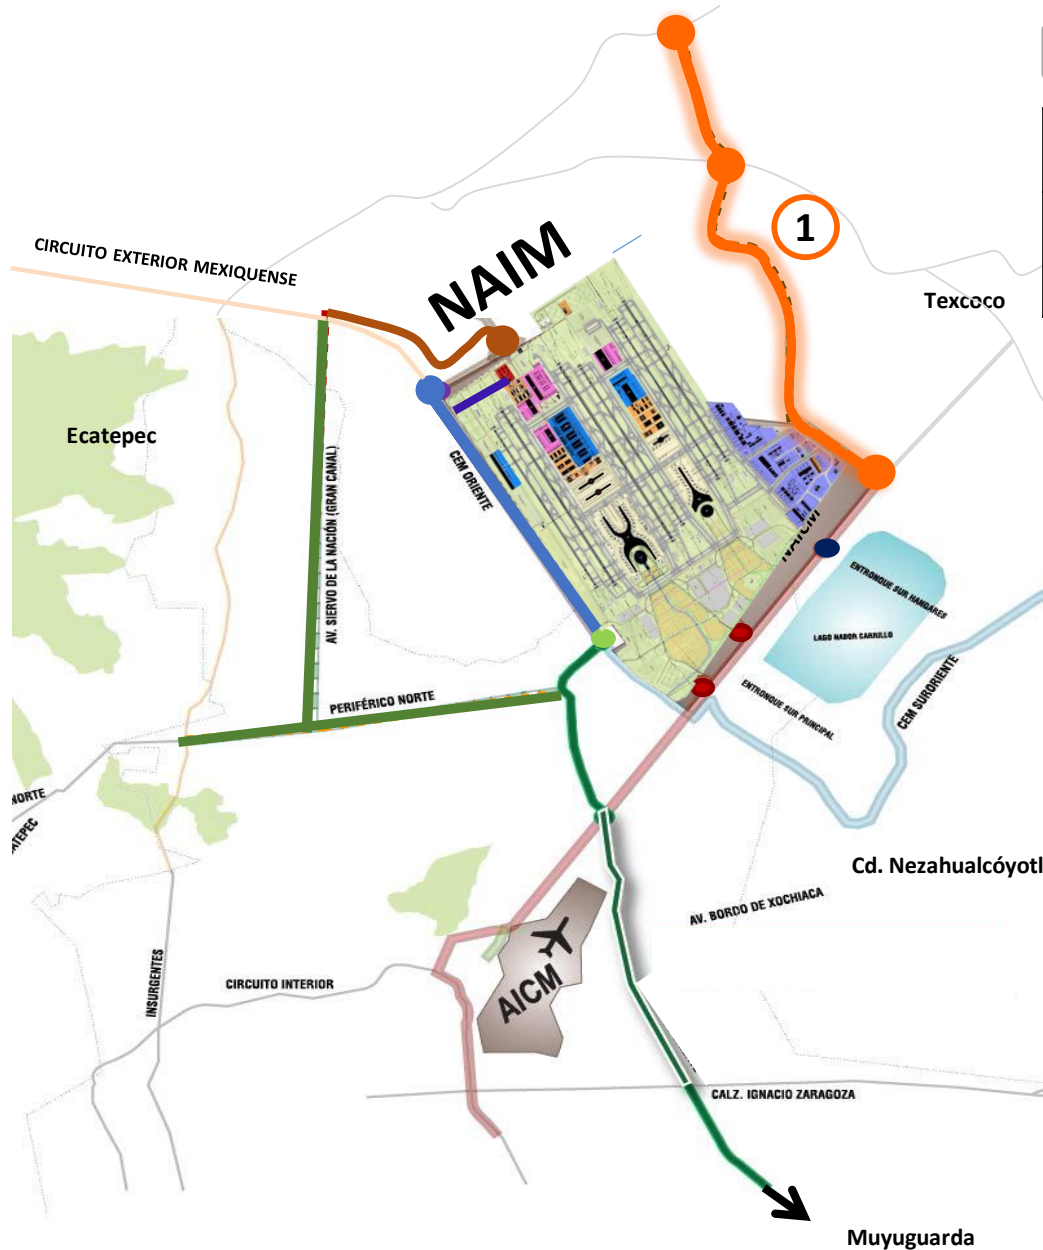 1
CIRCUITO EXTERIOR MEXIQUENSE
NAIM
Texcoco
Ecatepec
CEM ORIENTE
AV. SIERVO DE LA NACIÓN (GRAN CANAL)
NAICM
ENTRONQUE SUR HANGARES
LAGO NABOR CARRILLO
CEM SURORIENTE
ENTRONQUE SUR PRINCIPAL
PERIFÉRICO NORTE
NORTE
ATEPEC
Cd. Nezahualcóyotl
AV. BORDO DE XOCHIACA
AICM
INSURGENTES
CIRCUITO INTERIOR
CALZ. IGNACIO ZARAGOZA
Muyuguarda